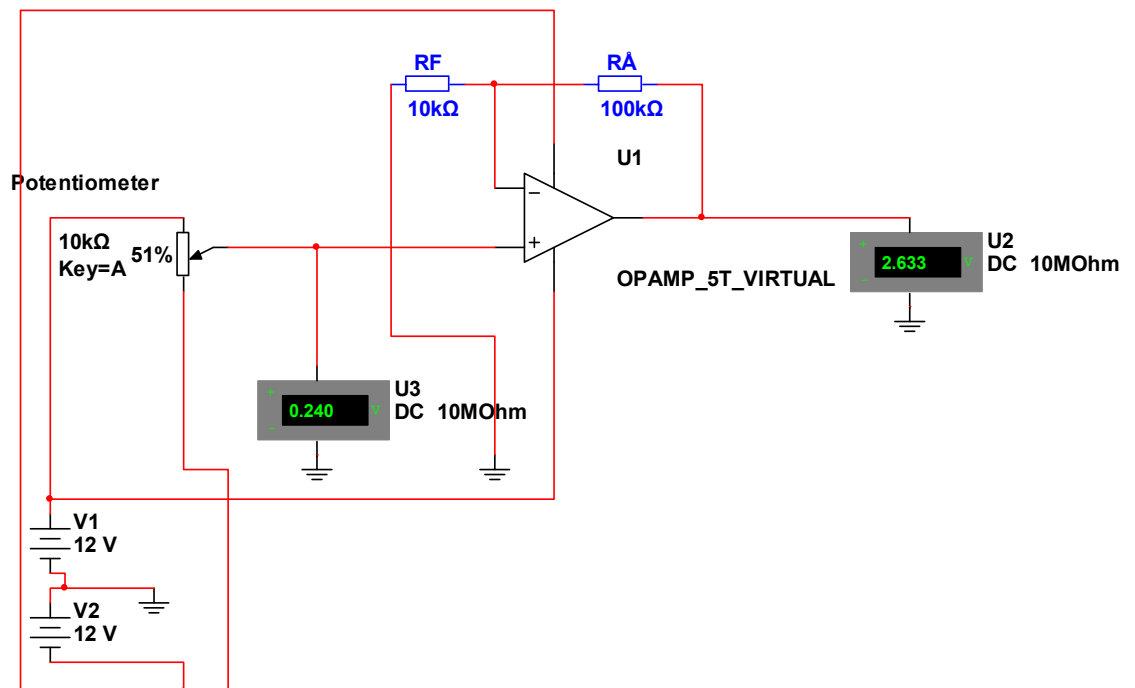 RF
10kΩ
RÅ
100kΩ
U1
Potentiometer
10kΩ
Key=A
51%
−
+
OPAMP_5T_VIRTUAL
+
2.633
V
−
U2
DC 10MOhm
+
0.240
V
−
U3
DC 10MOhm
V1
12 V
V2
12 V